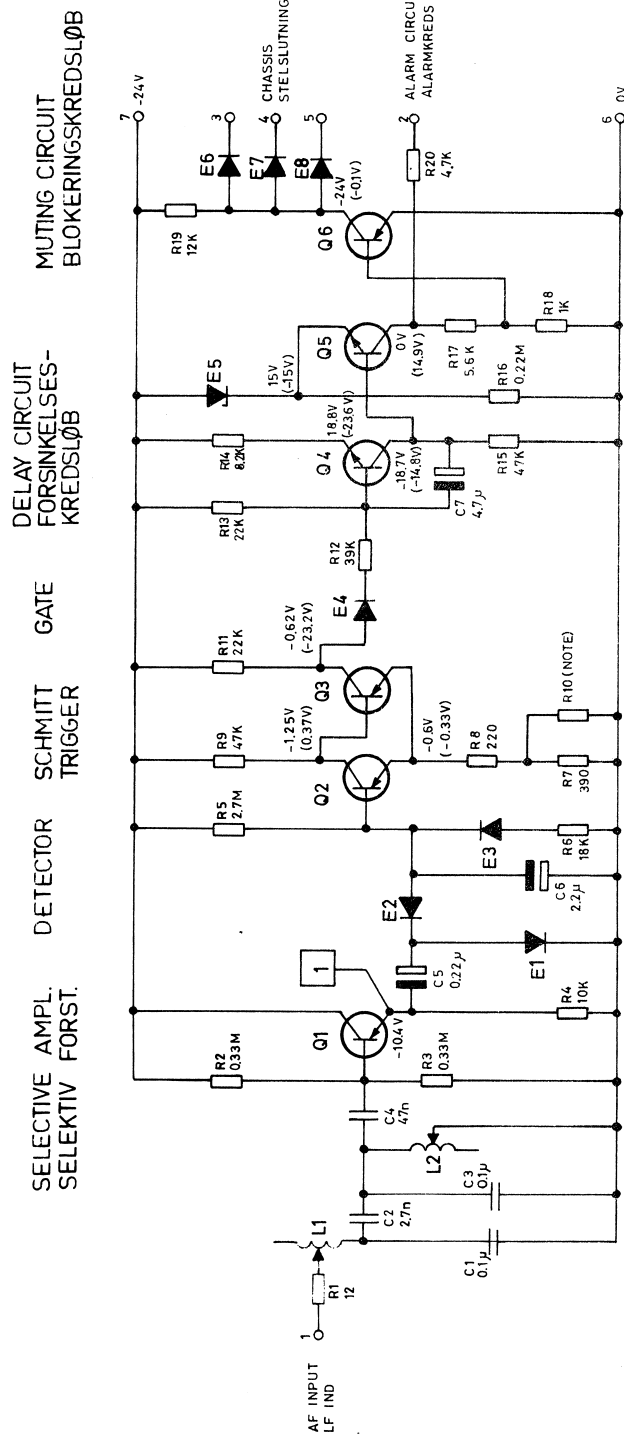 SELECTIVE AMPL.
SELEKTIV FORST.
DETECTOR
SCHMITT
TRIGGER
GATE
DELAY CIRCUIT
FORSINKELSES-
KREDSLØB
MUTING CIRCUIT
BLOKERINGSKREDSLØB
AF INPUT
LF IND
1
R1
12
L1
C1
0.1µ
C2
2,7n
C3
0.1µ
L2
C4
47n
R2
0.33M
R3
0.33M
Q1
-10.4V
1
R4
10K
C5
0.22µ
E1
E2
C6
2.2µ
E3
R5
2.7M
R6
18K
Q2
R9
47K
-1.25V
(0.37V)
Q3
-0.6V
(-0.33V)
R8
220
R7
390
R10 (NOTE)
R11
22K
-0.62V
(-23.2V)
E4
R12
39K
R13
22K
R14
8.2K
Q4
18.8V
(-23.6V)
-18.7V
(-14.8V)
C7
4.7µ
R15
47K
E5
15V
(-15V)
Q5
0V
(14.9V)
R16
0.22M
R17
5.6K
R18
1K
Q6
-24V
(-0.1V)
R19
12K
E6
E7
E8
R20
4.7K
7 -24V
3
4
CHASSIS
STELSLUTNING
5
2
ALARM CIRCU
ALARMKREDS
6 0V